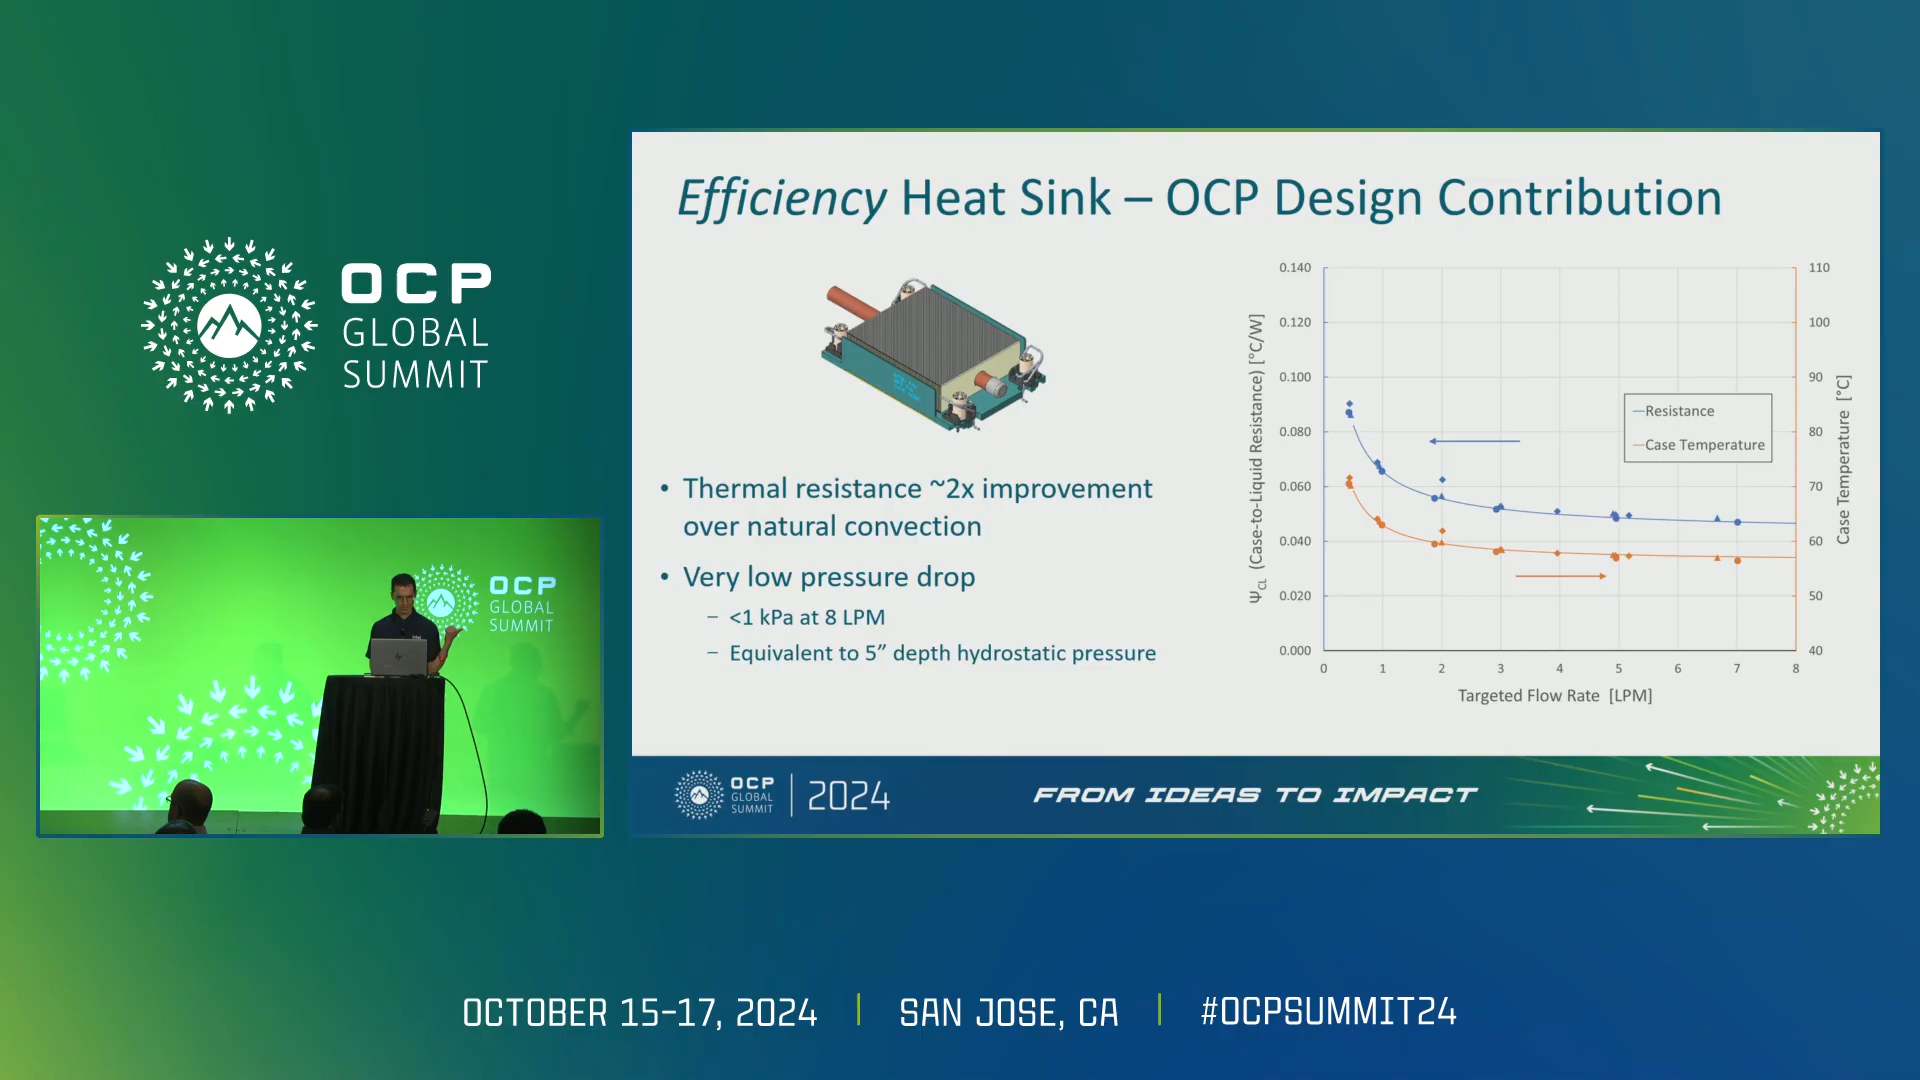 OCP
GLOBAL
SUMMIT
OCP
GLOBAL
SUMMIT
intel
Efficiency Heat Sink – OCP Design Contribution
• Thermal resistance ~2x improvement
over natural convection
• Very low pressure drop
– <1 kPa at 8 LPM
– Equivalent to 5” depth hydrostatic pressure
Ψ_CL (Case-to-Liquid Resistance) [°C/W]
0.140
0.120
0.100
0.080
0.060
0.040
0.020
0.000
0 1 2 3 4 5 6 7 8
Targeted Flow Rate [LPM]
Resistance
Case Temperature
110
100
90
80
70
60
50
40
Case Temperature [°C]
OCP
GLOBAL
SUMMIT
2024
FROM IDEAS TO IMPACT
OCTOBER 15-17, 2024 | SAN JOSE, CA | #OCPSUMMIT24